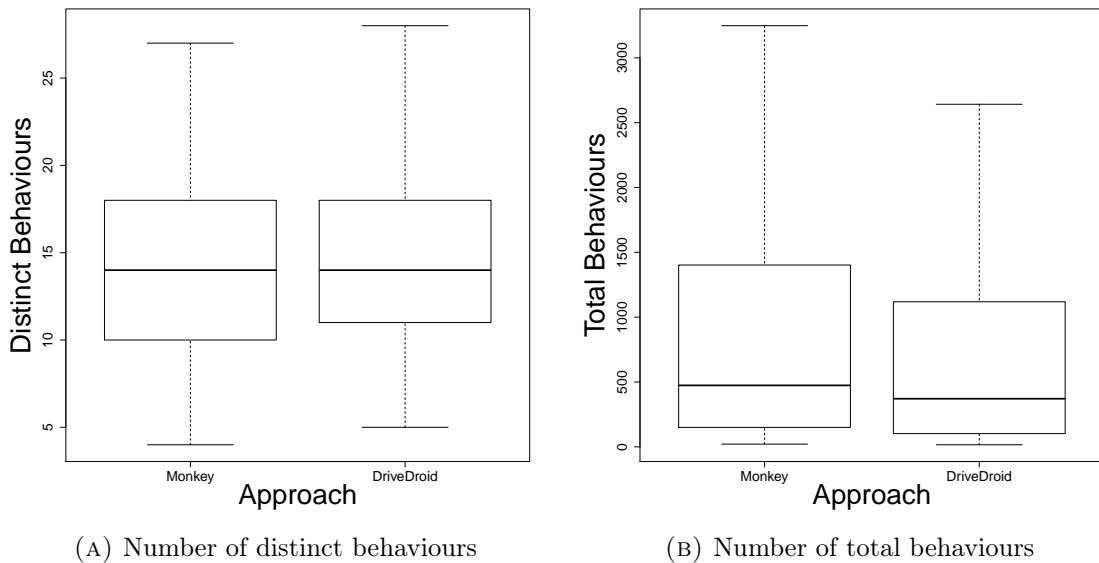 Distinct Behaviours
25
20
15
10
5
Monkey
DriveDroid
Approach
(A) Number of distinct behaviours
Total Behaviours
3000
2500
2000
1500
1000
500
0
Monkey
DriveDroid
Approach
(B) Number of total behaviours